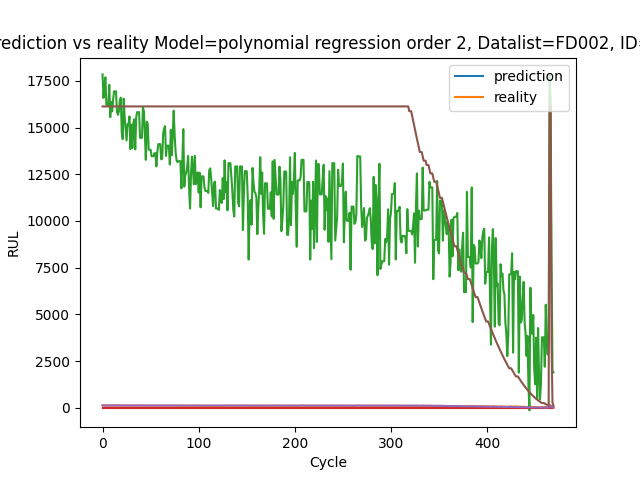 rediction vs reality Model=polynomial regression order 2, Datalist=FD002, ID=
prediction
reality
17500
15000
12500
10000
7500
5000
2500
0
RUL
0 100 200 300 400
Cycle